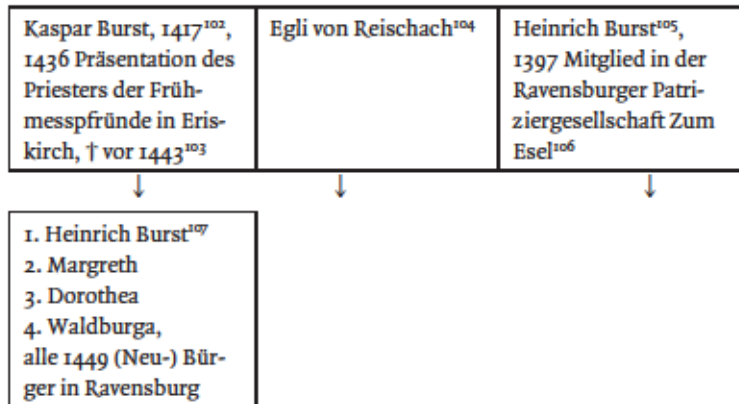 Kaspar Burst, 1417¹⁰²,
1436 Präsentation des
Priesters der Früh-
messpfründe in Eris-
kirch, † vor 1443¹⁰³
Egli von Reischach¹⁰⁴
Heinrich Burst¹⁰⁵,
1397 Mitglied in der
Ravensburger Patri-
ziergesellschaft Zum
Esel¹⁰⁶
↓ ↓ ↓
1. Heinrich Burst¹⁰⁷
2. Margreth
3. Dorothea
4. Waldburga,
alle 1449 (Neu-) Bür-
ger in Ravensburg